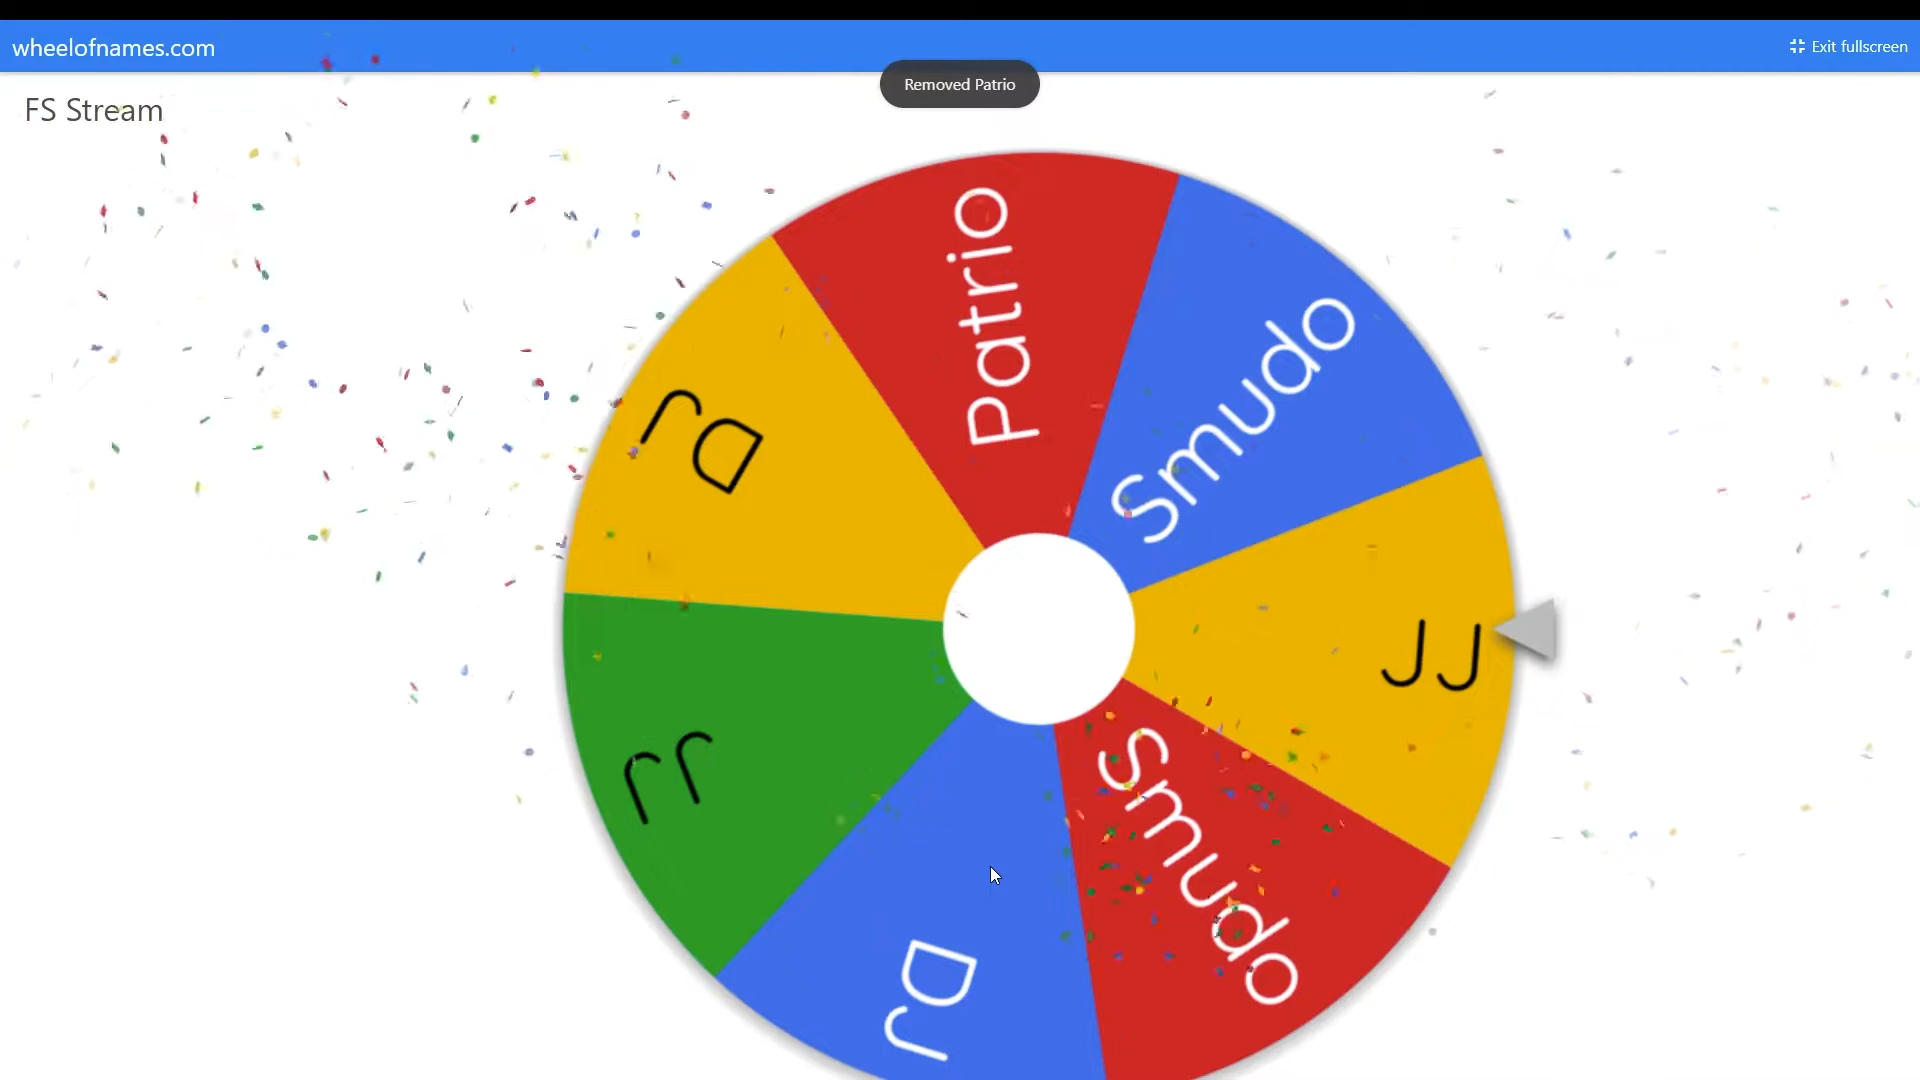 wheelofnames.com
Exit fullscreen
Removed Patrio
FS Stream
Patrio
Smudo
JJ
Smudo
DJ
JJ
DJ